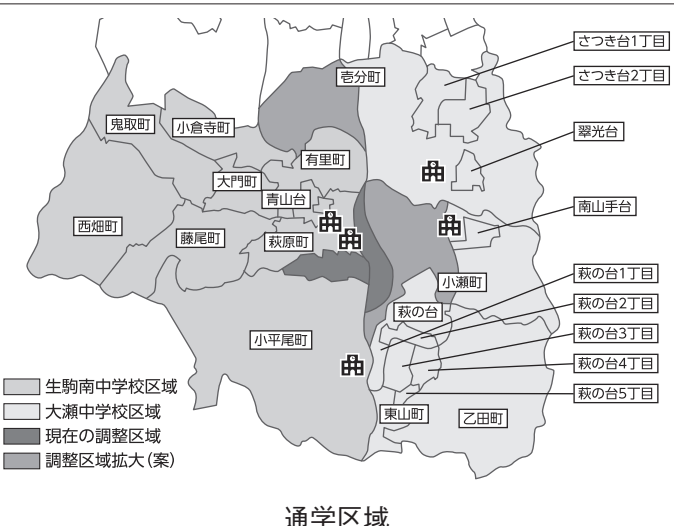 さつき台1丁目
壱分町
さつき台2丁目
鬼取町
小倉寺町
翠光台
有里町
大門町
青山台
南山手台
西畑町
藤尾町
萩原町
萩の台1丁目
小瀬町
萩の台2丁目
萩の台
萩の台3丁目
小平尾町
萩の台4丁目
生駒南中学校区域
萩の台5丁目
大瀬中学校区域
東山町
乙田町
現在の調整区域
調整区域拡大(案)
通学区域